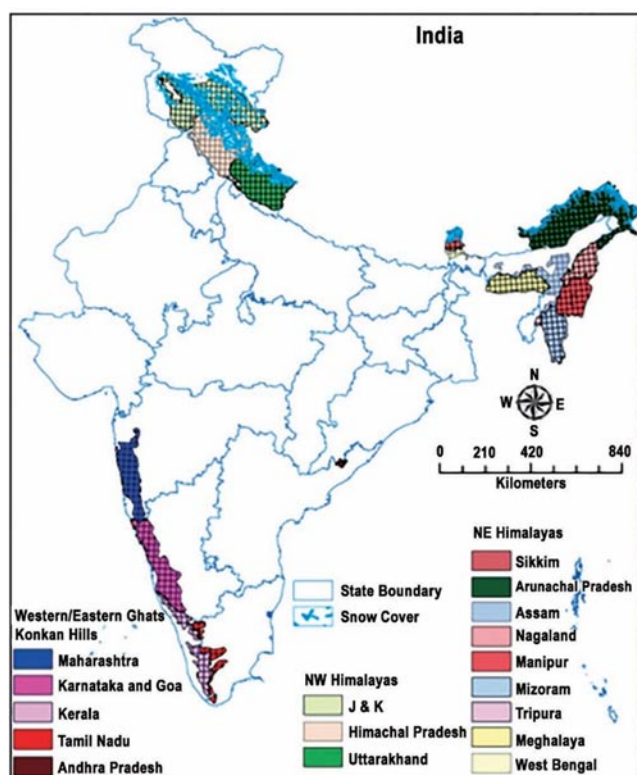 India
N
W E
S
0 210 420 840
Kilometers
Western/Eastern Ghats
Konkan Hills
Maharashtra
Karnataka and Goa
Kerala
Tamil Nadu
Andhra Pradesh
State Boundary
Snow Cover
NW Himalayas
J & K
Himachal Pradesh
Uttarakhand
NE Himalayas
Sikkim
Arunachal Pradesh
Assam
Nagaland
Manipur
Mizoram
Tripura
Meghalaya
West Bengal